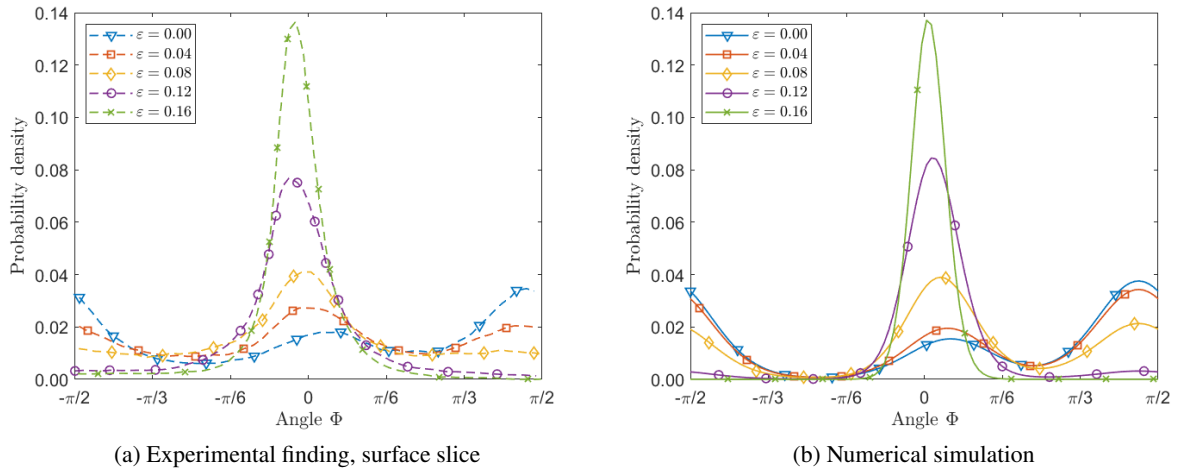 0.14
0.12
0.10
0.08
0.06
0.04
0.02
0.00
Probability density
ε = 0.00
ε = 0.04
ε = 0.08
ε = 0.12
ε = 0.16
-π/2 -π/3 -π/6 0 π/6 π/3 π/2
Angle Φ
(a) Experimental finding, surface slice
0.14
0.12
0.10
0.08
0.06
0.04
0.02
0.00
Probability density
ε = 0.00
ε = 0.04
ε = 0.08
ε = 0.12
ε = 0.16
-π/2 -π/3 -π/6 0 π/6 π/3 π/2
Angle Φ
(b) Numerical simulation